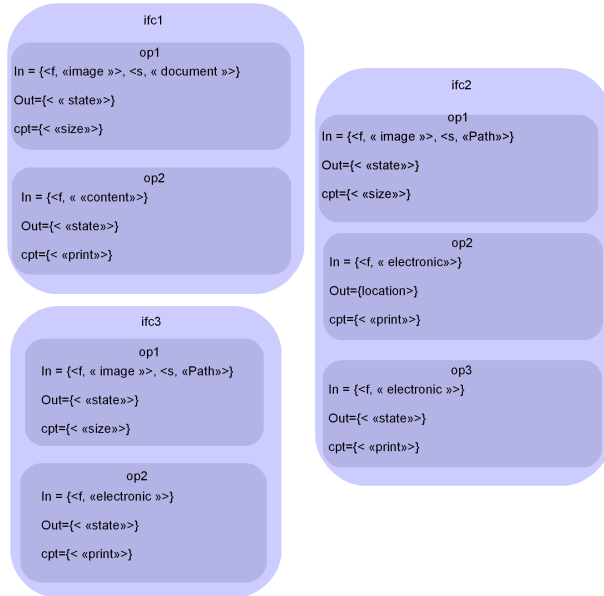 ifc1
op1
In = {<f, «image »>, <s, « document »>}
Out={< « state»>}
cpt={< «size»>}
op2
In = {<f, « «content»>}
Out={< «state»>}
cpt={< «print»>}
ifc2
op1
In = {<f, « image »>, <s, «Path»>}
Out={< «state»>}
cpt={< «size»>}
op2
In = {<f, « electronic»>}
Out={location>}
cpt={< «print»>}
op3
In = {<f, « electronic »>}
Out={< «state»>}
cpt={< «print»>}
ifc3
op1
In = {<f, « image »>, <s, «Path»>}
Out={< «state»>}
cpt={< «size»>}
op2
In = {<f, «electronic »>}
Out={< «state»>}
cpt={< «print»>}